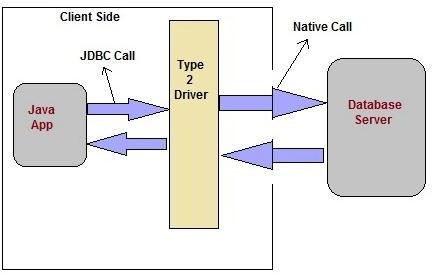 Client Side
Native Call
JDBC Call
Type
2
Driver
Java
App
Database
Server